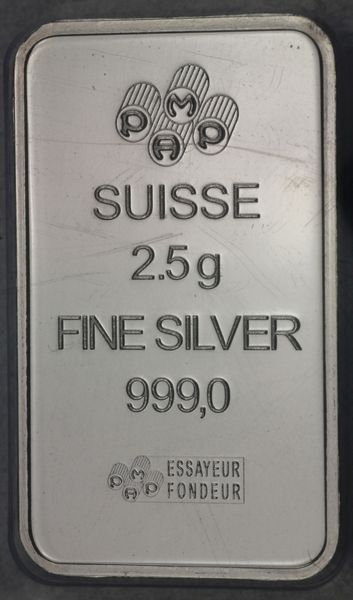 PAMP
SUISSE
2.5g
FINE SILVER
999,0
PAMP
ESSAYEUR
FONDEUR